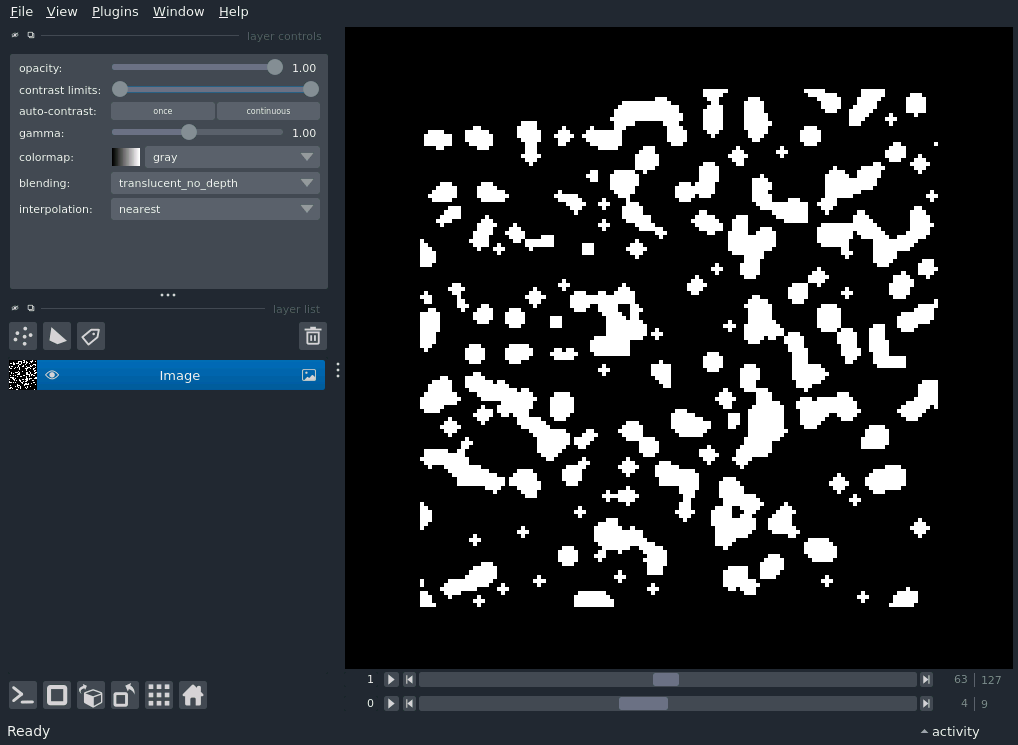 File View Plugins Window Help
layer controls
opacity: 1.00
contrast limits:
auto-contrast: once continuous
gamma: 1.00
colormap: gray
blending: translucent_no_depth
interpolation: nearest
layer list
Image
1 63 127
0 4 9
Ready activity